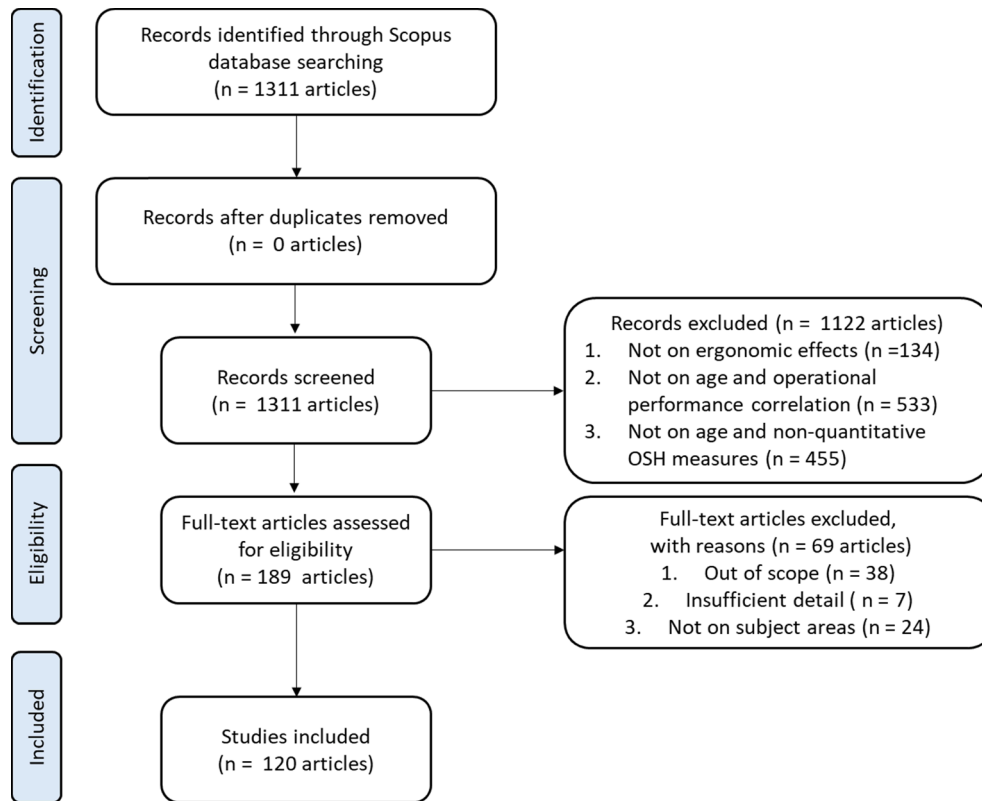 Identification
Records identified through Scopus
database searching
(n = 1311 articles)
Screening
Records after duplicates removed
(n = 0 articles)
Records screened
(n = 1311 articles)
Records excluded (n = 1122 articles)
1. Not on ergonomic effects (n =134)
2. Not on age and operational
performance correlation (n = 533)
3. Not on age and non-quantitative
OSH measures (n = 455)
Eligibility
Full-text articles assessed
for eligibility
(n = 189 articles)
Full-text articles excluded,
with reasons (n = 69 articles)
1. Out of scope (n = 38)
2. Insufficient detail ( n = 7)
3. Not on subject areas (n = 24)
Included
Studies included
(n = 120 articles)